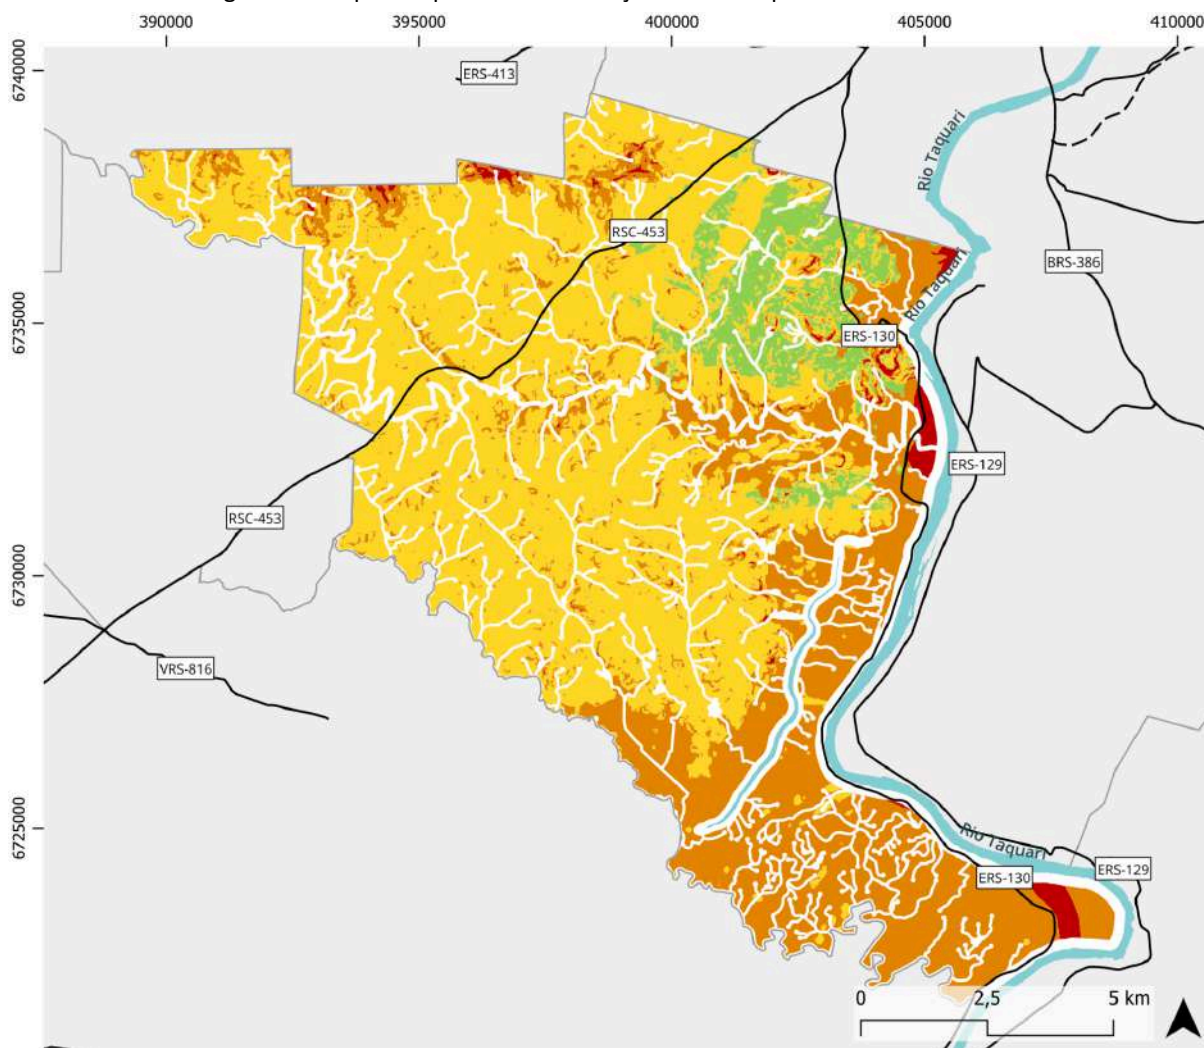 390000
395000
400000
405000
410000
6740000
ERS-413
Rio Taquari
RSC-453
BRS-386
Rio Taquari
6735000
ERS-130
ERS-129
RSC-453
6730000
VRS-816
6725000
Rio Taquari
ERS-130
ERS-129
0
2,5
5 km